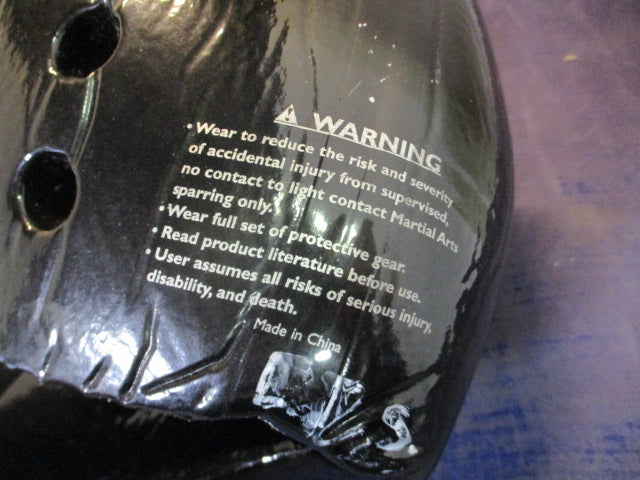 WARNING
• Wear to reduce the risk and severity
of accidental injury from supervised,
no contact to light contact Martial Arts
sparring only.
• Wear full set of protective gear.
• Read product literature before use.
• User assumes all risks of serious injury,
disability, and death.
Made in China
S